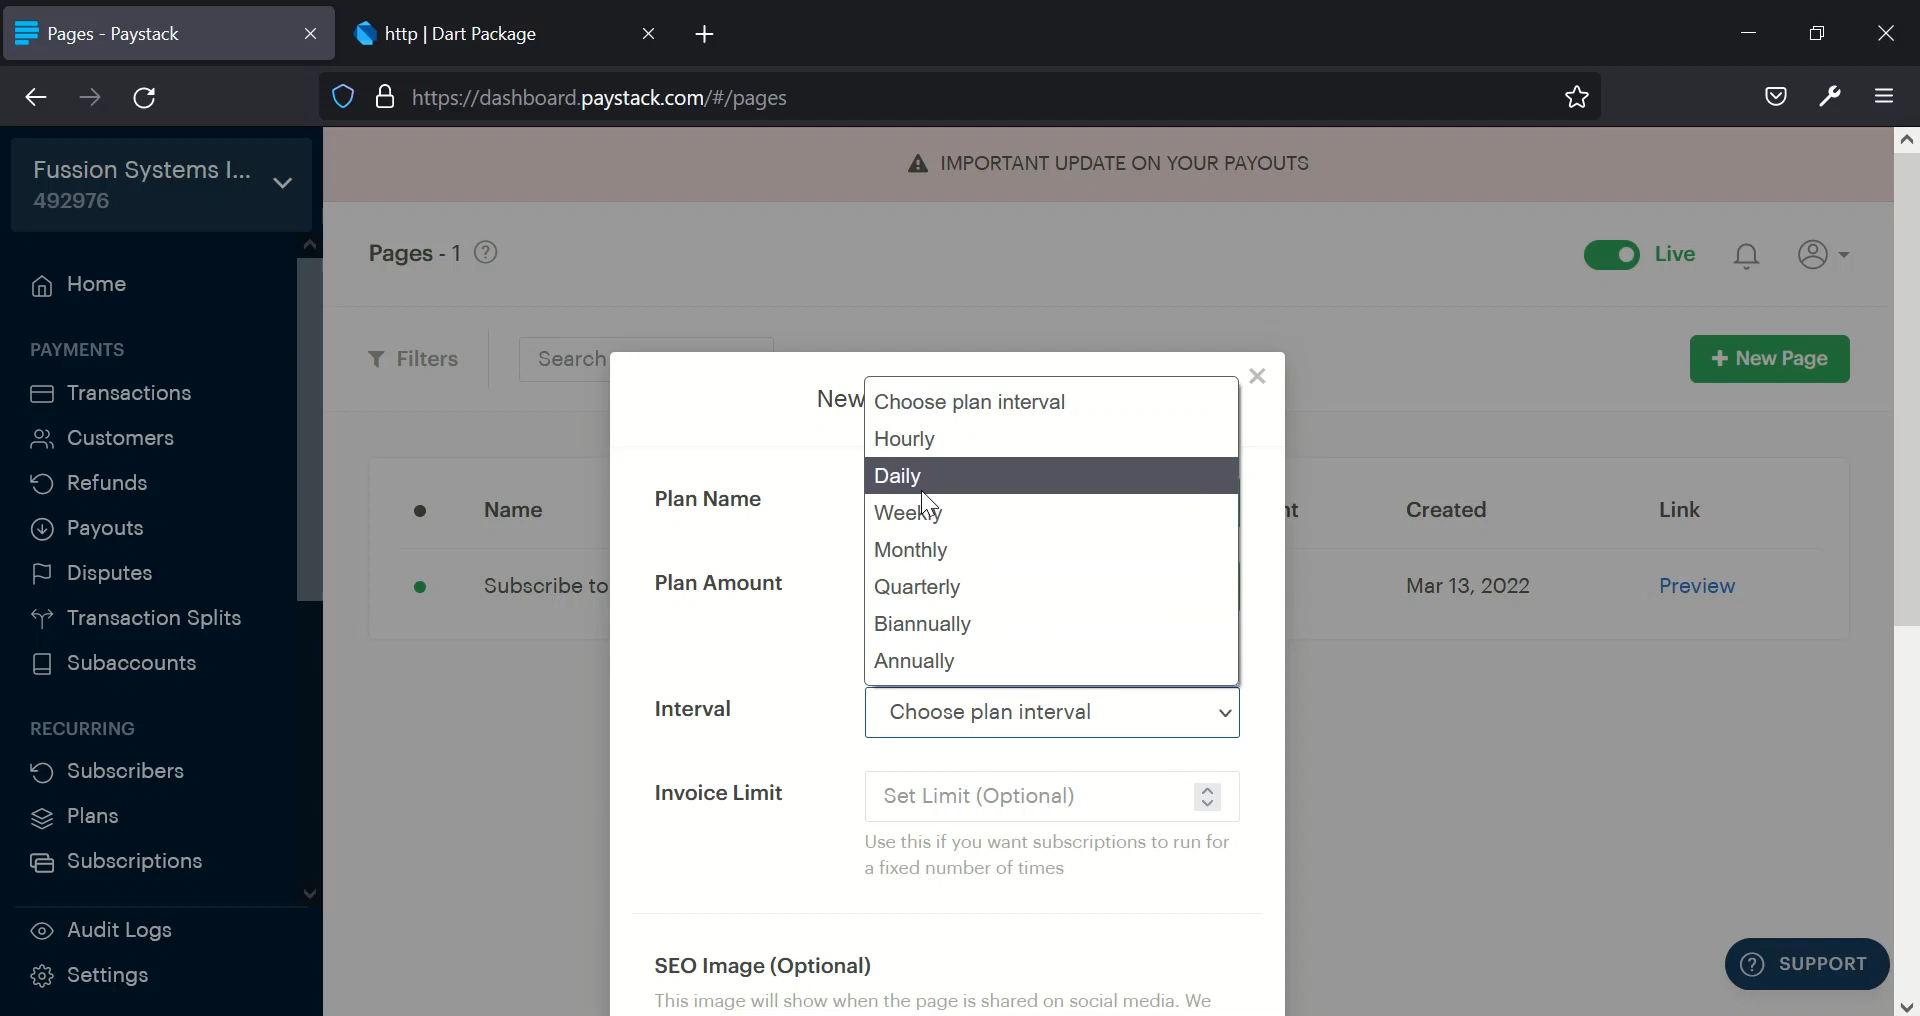 Pages - Paystack
http | Dart Package
https://dashboard.paystack.com/#/pages
Fussion Systems I...
492976
Home
PAYMENTS
Transactions
Customers
Refunds
Payouts
Disputes
Transaction Splits
Subaccounts
RECURRING
Subscribers
Plans
Subscriptions
Audit Logs
Settings
IMPORTANT UPDATE ON YOUR PAYOUTS
Pages - 1
Live
Filters
Search
+ New Page
Name
nt
Created
Link
Subscribe to
Mar 13, 2022
Preview
New
Choose plan interval
Hourly
Daily
Weekly
Monthly
Quarterly
Biannually
Annually
Plan Name
Plan Amount
Interval
Choose plan interval
Invoice Limit
Set Limit (Optional)
Use this if you want subscriptions to run for
a fixed number of times
SEO Image (Optional)
This image will show when the page is shared on social media. We
SUPPORT